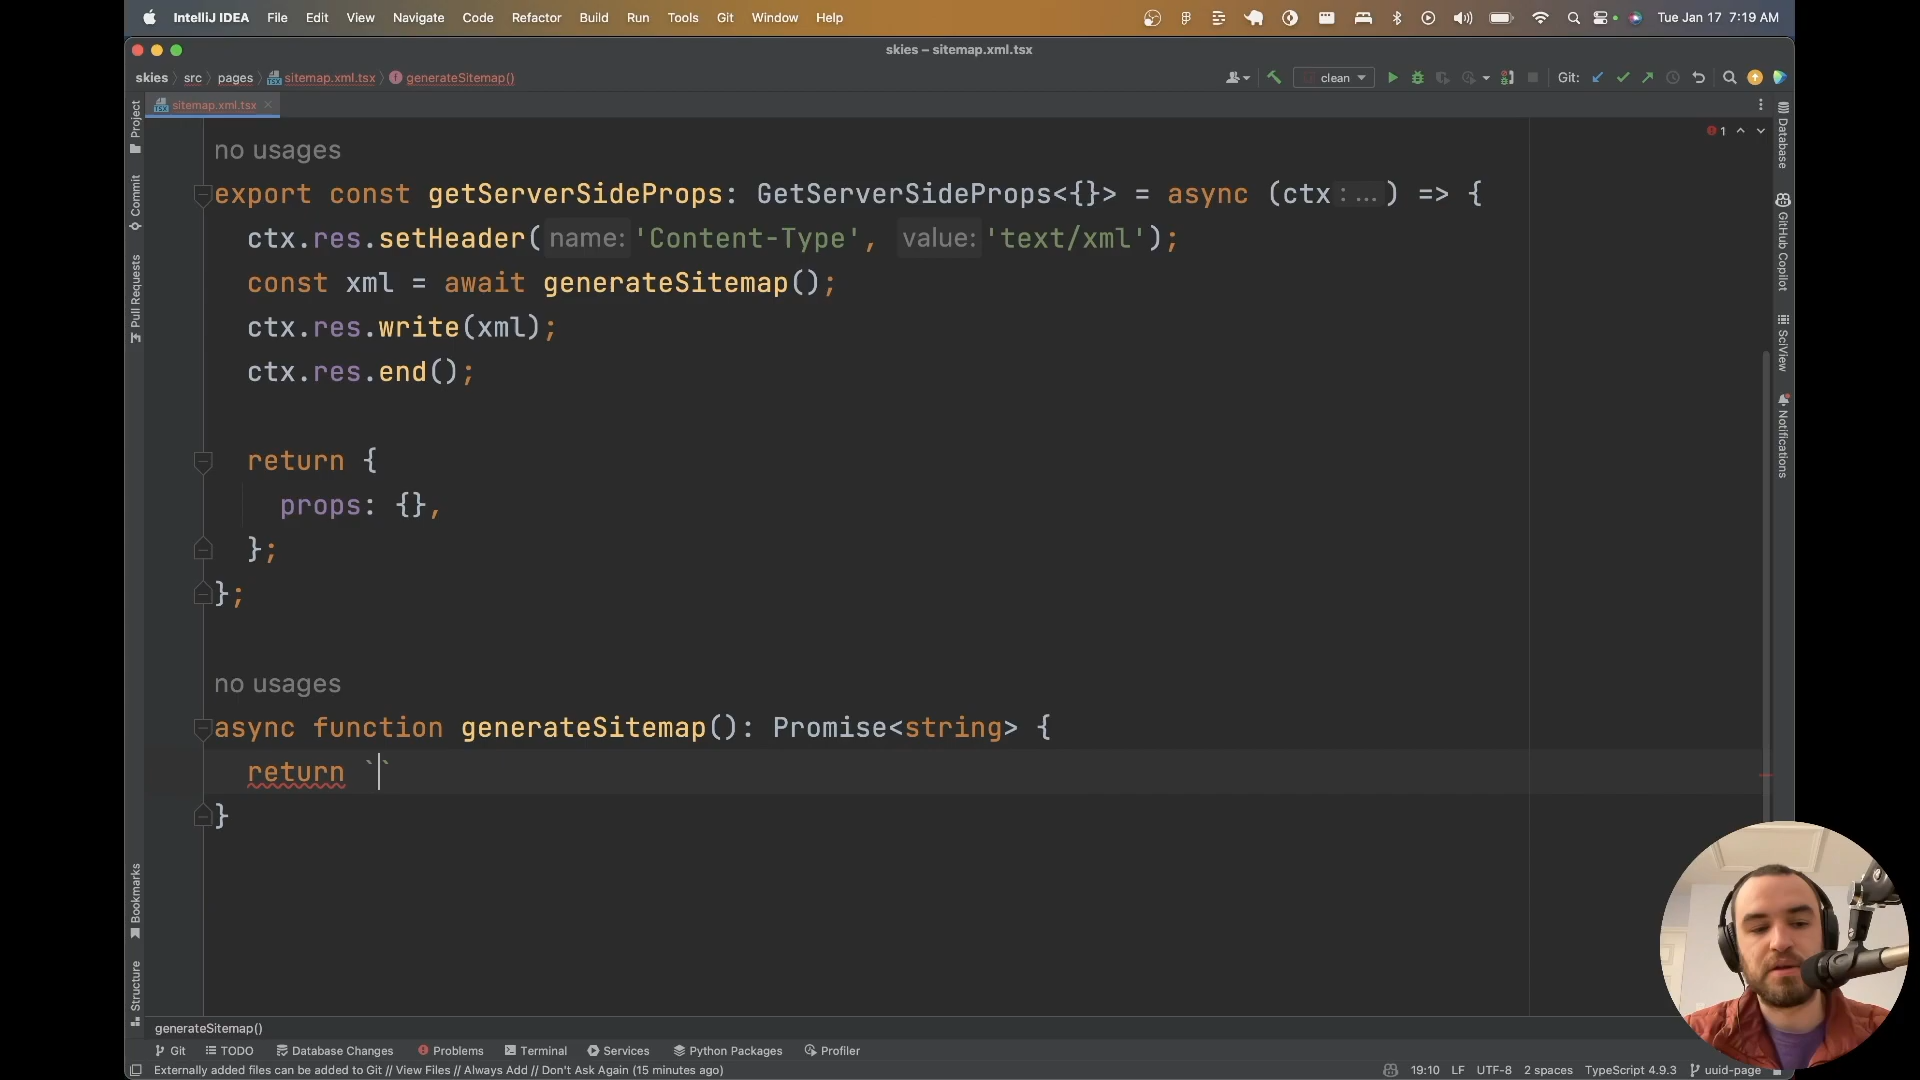 IntelliJ IDEA File Edit View Navigate Code Refactor Build Run Tools Git Window Help Tue Jan 17 7:19 AM
skies – sitemap.xml.tsx
skies src pages sitemap.xml.tsx generateSitemap()
clean Git:
sitemap.xml.tsx
1
Project
Commit
Pull Requests
Bookmarks
Structure
Database
GitHub Copilot
SciView
Notifications
no usages
export const getServerSideProps: GetServerSideProps<{}> = async (ctx: ...) => {
ctx.res.setHeader( name: 'Content-Type', value: 'text/xml');
const xml = await generateSitemap();
ctx.res.write(xml);
ctx.res.end();
return {
props: {},
};
};
no usages
async function generateSitemap(): Promise<string> {
return ``
}
generateSitemap()
Git TODO Database Changes Problems Terminal Services Python Packages Profiler
Externally added files can be added to Git // View Files // Always Add // Don't Ask Again (15 minutes ago) 19:10 LF UTF-8 2 spaces TypeScript 4.9.3 uuid-page